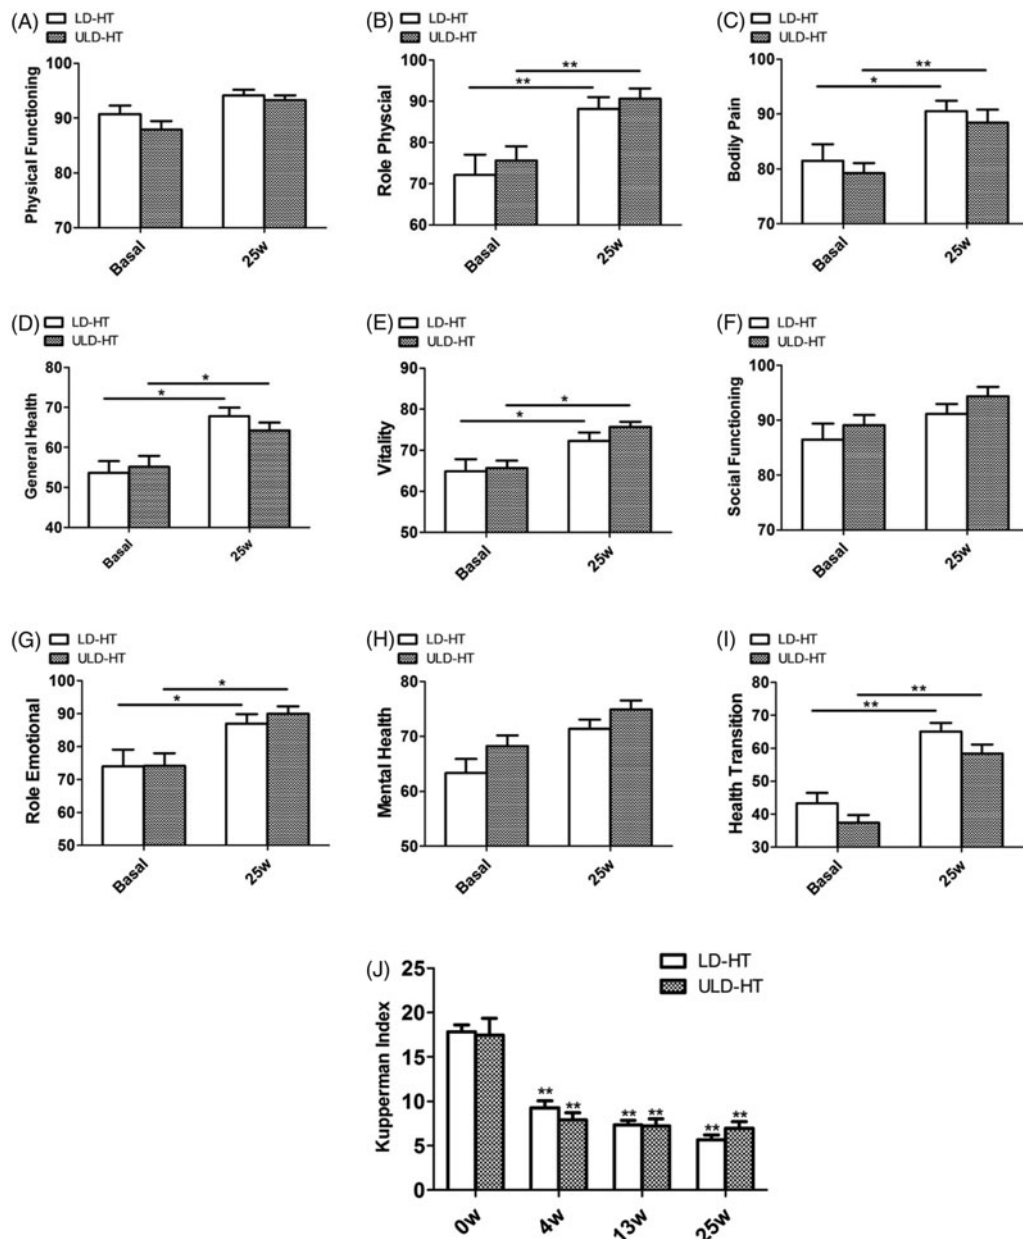 (A)
LD-HT
ULD-HT
Physical Functioning
100
90
80
70
Basal
25w
(B)
LD-HT
ULD-HT
Role Physcial
100
90
80
70
60
**
**
Basal
25w
(C)
LD-HT
ULD-HT
Bodily Pain
100
90
80
70
**
*
Basal
25w
(D)
LD-HT
ULD-HT
General Health
80
70
60
50
40
*
*
Basal
25w
(E)
LD-HT
ULD-HT
Vitality
90
80
70
60
50
*
*
Basal
25w
(F)
LD-HT
ULD-HT
Social Functioning
100
90
80
70
Basal
25w
(G)
LD-HT
ULD-HT
Role Emotional
100
90
80
70
60
50
*
*
Basal
25w
(H)
LD-HT
ULD-HT
Mental Health
80
70
60
50
Basal
25w
(I)
LD-HT
ULD-HT
Health Transition
80
70
60
50
40
30
**
**
Basal
25w
(J)
LD-HT
ULD-HT
Kupperman Index
25
20
15
10
5
0
** ** ** ** ** **
0w
4w
13w
25w